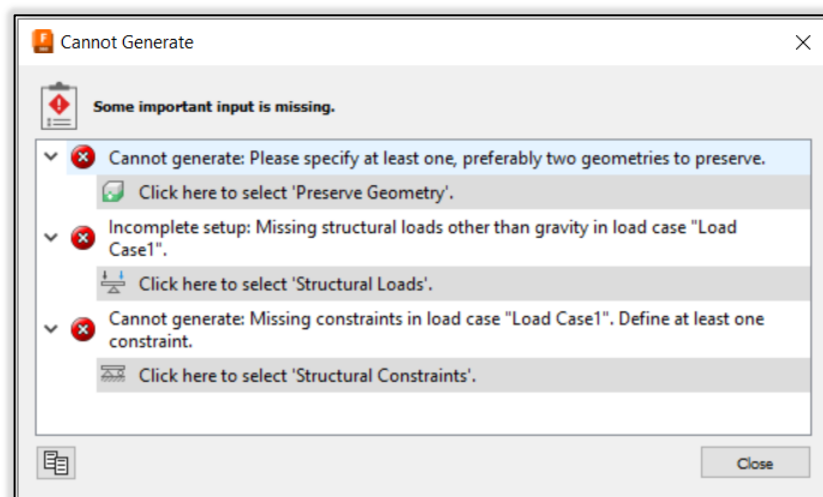 Cannot Generate
Some important input is missing.
Cannot generate: Please specify at least one, preferably two geometries to preserve.
Click here to select 'Preserve Geometry'.
Incomplete setup: Missing structural loads other than gravity in load case "Load
Case1".
Click here to select 'Structural Loads'.
Cannot generate: Missing constraints in load case "Load Case1". Define at least one
constraint.
Click here to select 'Structural Constraints'.
Close